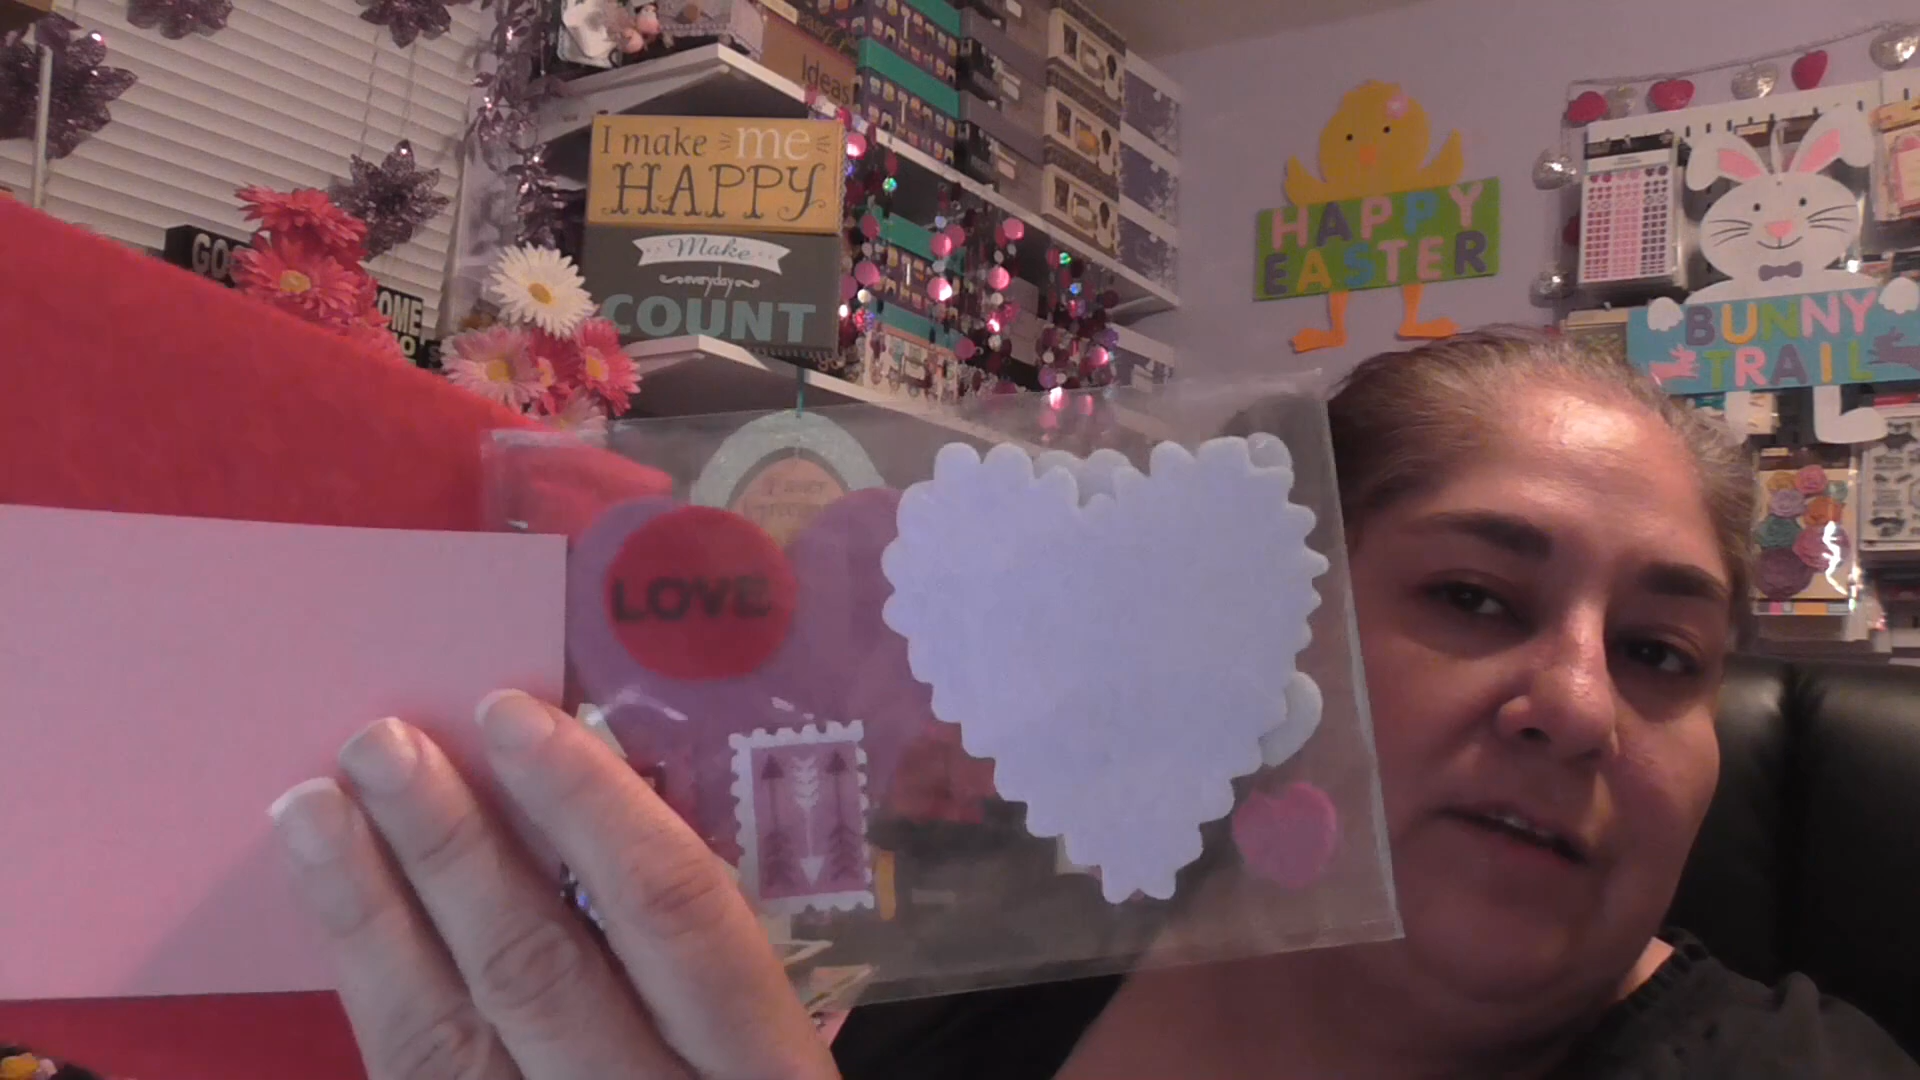 Ideas
I make me
HAPPY
Make
everyday
COUNT
HAPPY
EASTER
BUNNY
TRAIL
LOVE